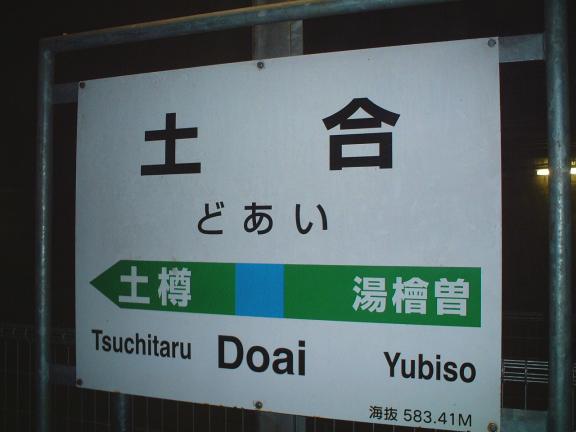 土合
どあい
土樽 湯檜曽
Tsuchitaru Doai Yubiso
海抜 583.41M